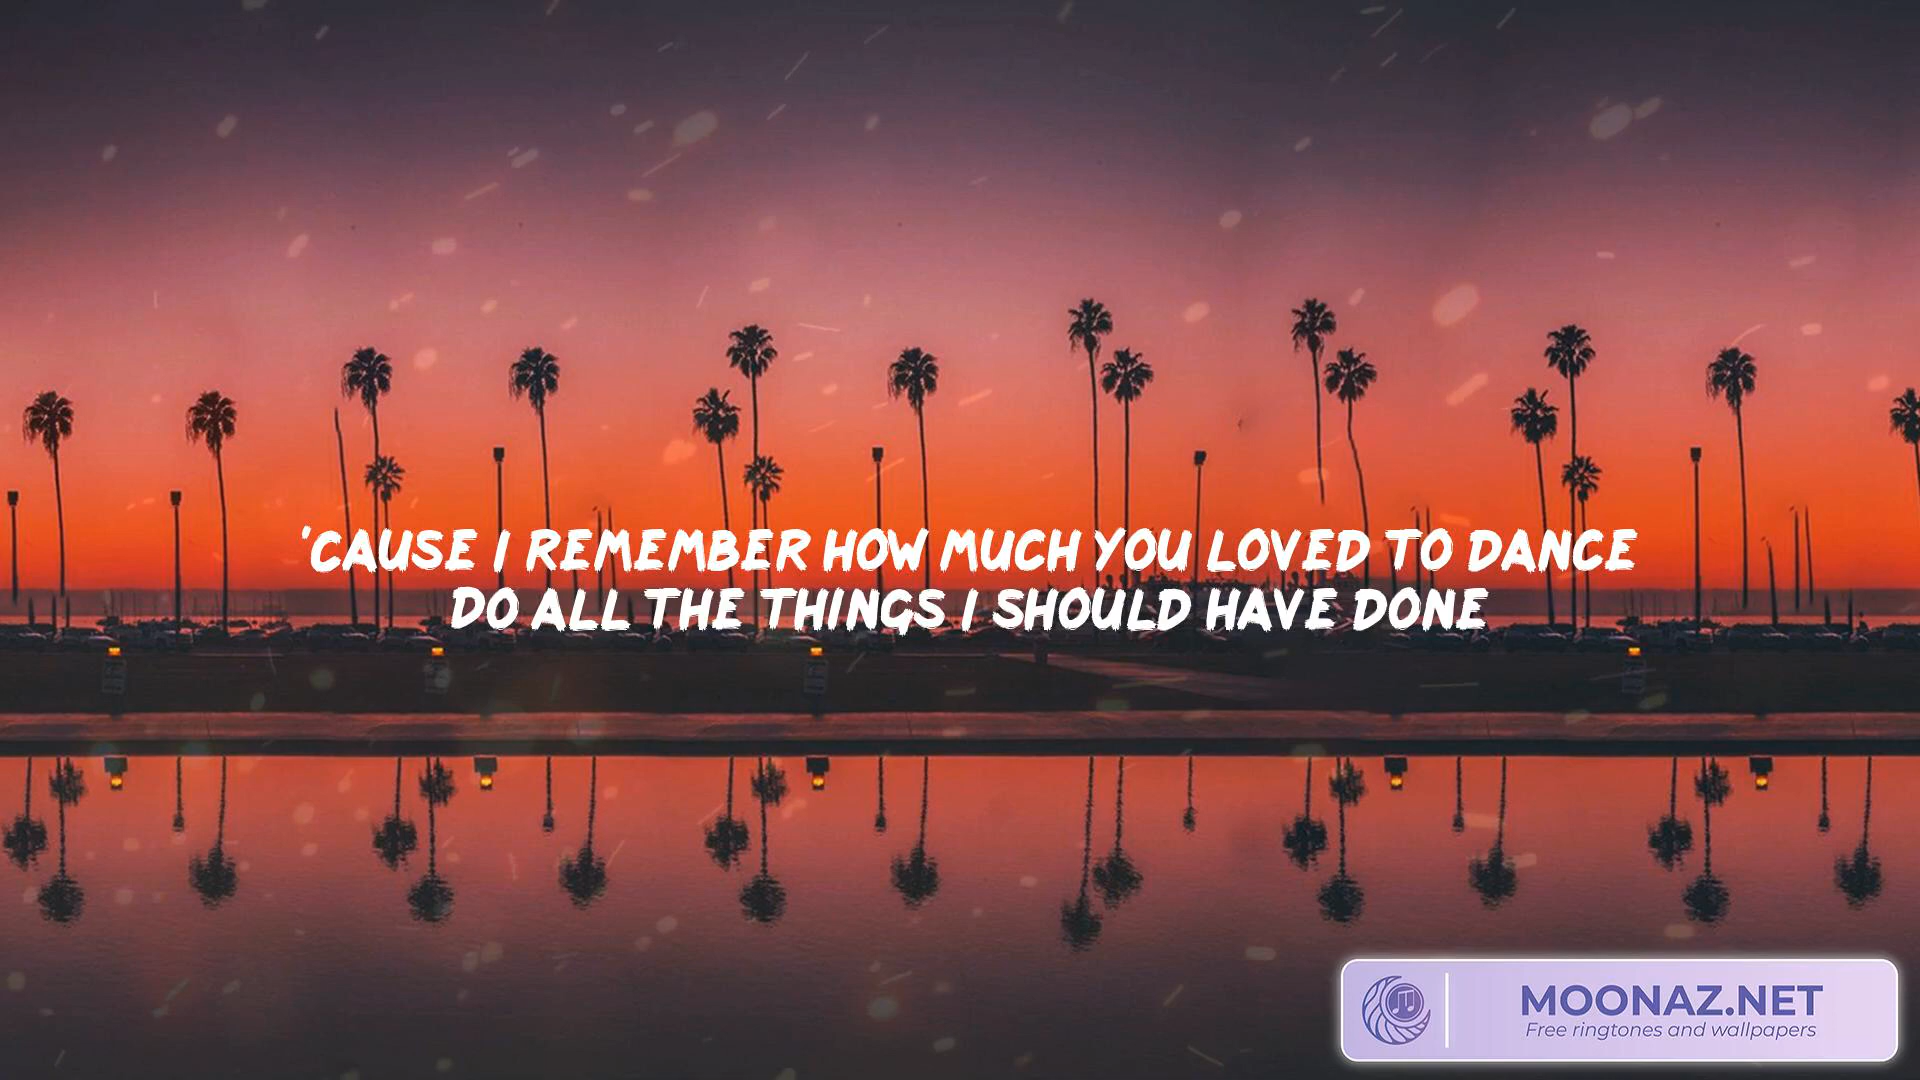 'CAUSE I REMEMBER HOW MUCH YOU LOVED TO DANCE
DO ALL THE THINGS I SHOULD HAVE DONE
MOONAZ.NET
Free ringtones and wallpapers